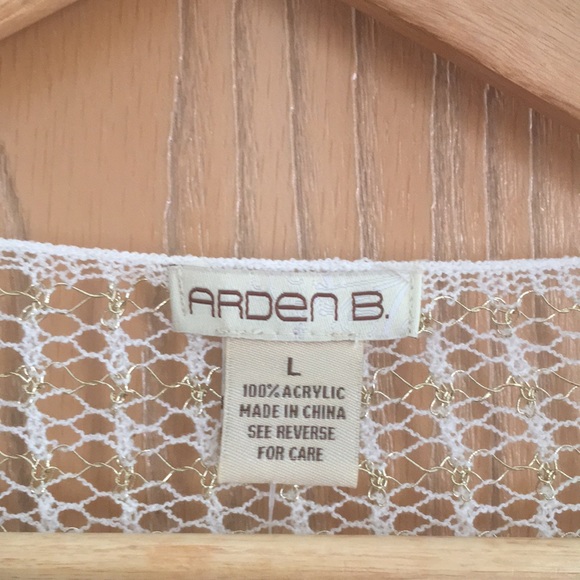 ARDEN B.
L
100% ACRYLIC
MADE IN CHINA
SEE REVERSE
FOR CARE